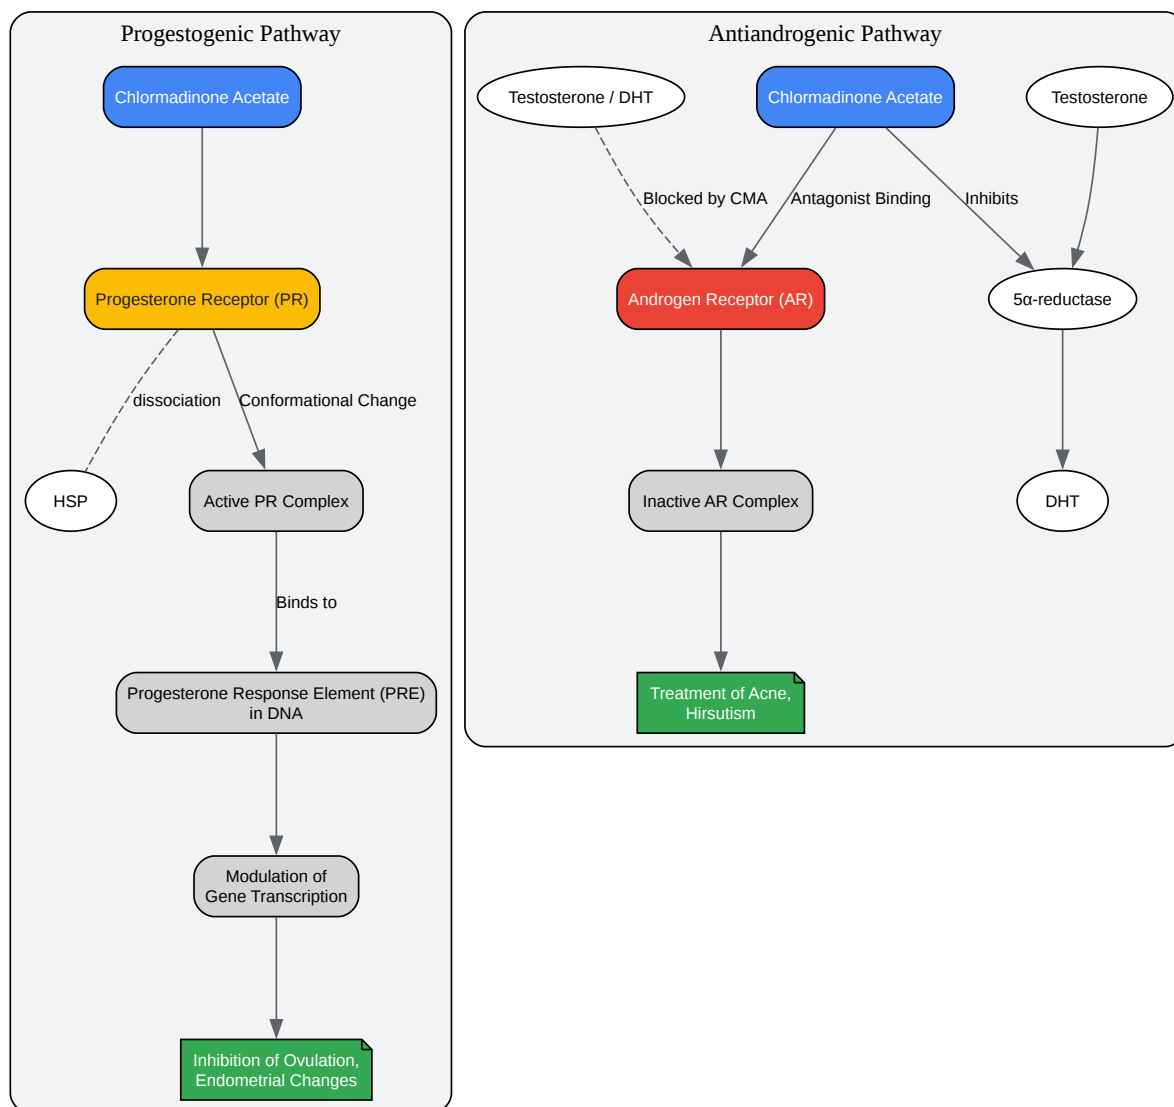 Progestogenic Pathway
Chlormadinone Acetate
Progesterone Receptor (PR)
dissociation
Conformational Change
HSP
Active PR Complex
Binds to
Progesterone Response Element (PRE)
in DNA
Modulation of
Gene Transcription
Inhibition of Ovulation,
Endometrial Changes
Antiandrogenic Pathway
Testosterone / DHT
Chlormadinone Acetate
Testosterone
Blocked by CMA
Antagonist Binding
Inhibits
Androgen Receptor (AR)
5α-reductase
Inactive AR Complex
DHT
Treatment of Acne,
Hirsutism